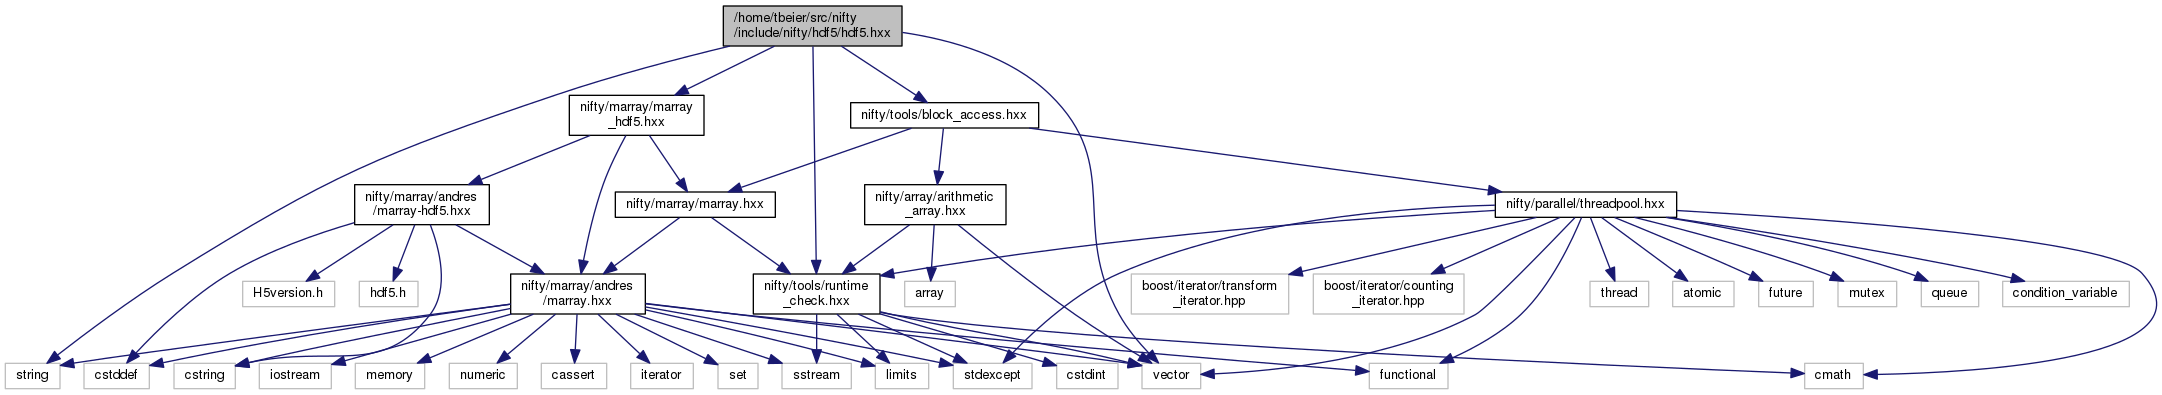 /home/tbeier/src/nifty
/include/nifty/hdf5/hdf5.hxx
nifty/marray/marray
_hdf5.hxx
nifty/tools/block_access.hxx
nifty/marray/andres
/marray-hdf5.hxx
nifty/marray/marray.hxx
nifty/array/arithmetic
_array.hxx
nifty/parallel/threadpool.hxx
H5version.h
hdf5.h
nifty/marray/andres
/marray.hxx
nifty/tools/runtime
_check.hxx
array
boost/iterator/transform
_iterator.hpp
boost/iterator/counting
_iterator.hpp
thread
atomic
future
mutex
queue
condition_variable
string
cstddef
cstring
iostream
memory
numeric
cassert
iterator
set
sstream
limits
stdexcept
cstdint
vector
functional
cmath